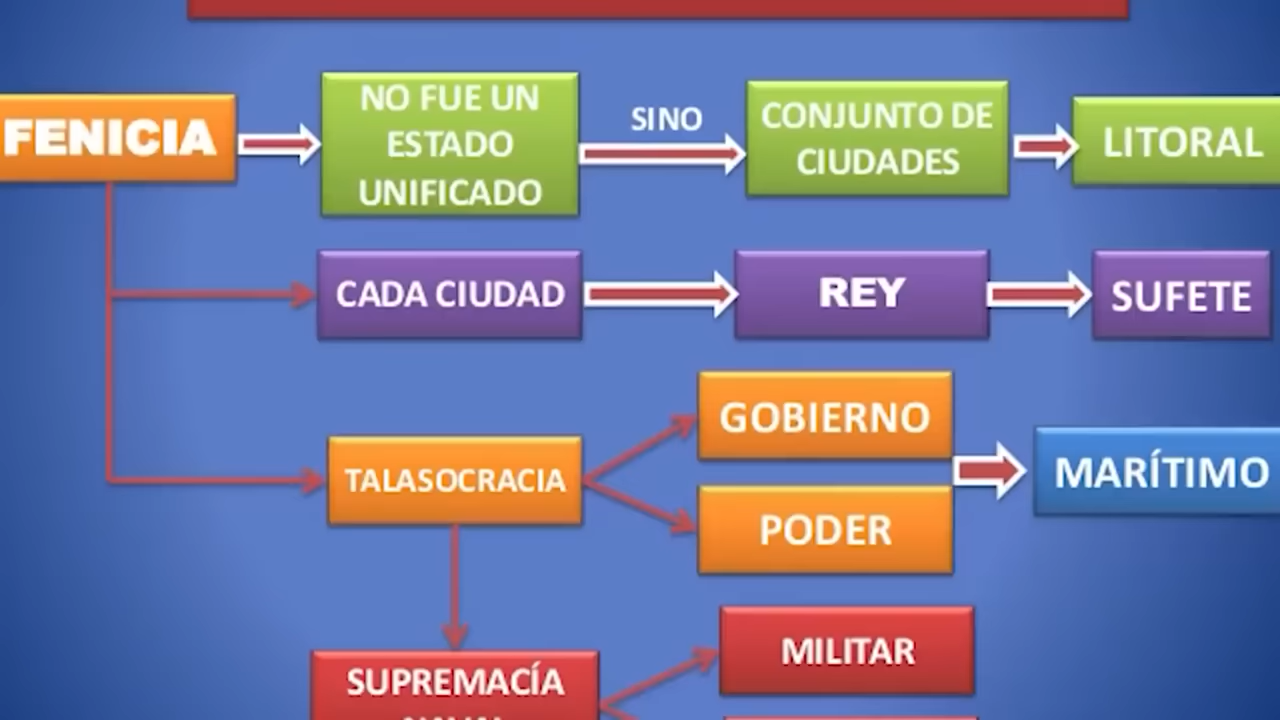 FENICIA
NO FUE UN
ESTADO
UNIFICADO
SINO
CONJUNTO DE
CIUDADES
LITORAL
CADA CIUDAD
REY
SUFETE
TALASOCRACIA
GOBIERNO
PODER
MARÍTIMO
SUPREMACÍA
MILITAR